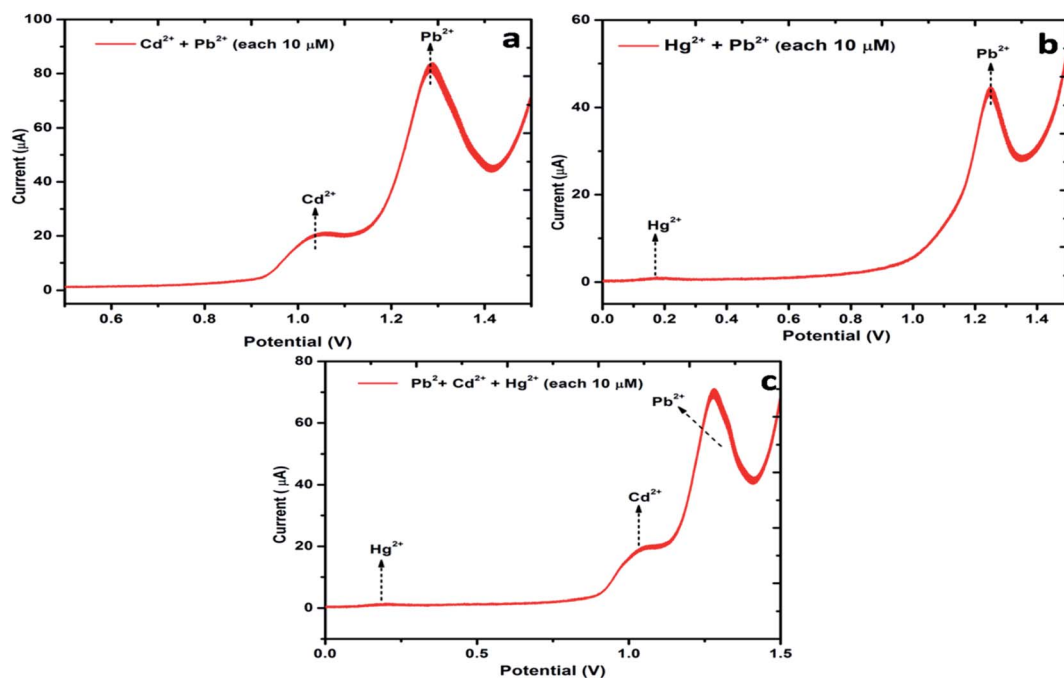 a
Cd²⁺ + Pb²⁺ (each 10 μM)
Pb²⁺
Cd²⁺
100
80
60
40
20
0
Current (μA)
0.6 0.8 1.0 1.2 1.4
Potential (V)
b
Hg²⁺ + Pb²⁺ (each 10 μM)
Pb²⁺
Hg²⁺
60
40
20
0
Current (μA)
0.0 0.2 0.4 0.6 0.8 1.0 1.2 1.4
Potential (V)
c
Pb²+ Cd²⁺ + Hg²⁺ (each 10 μM)
Pb²⁺
Cd²⁺
Hg²⁺
80
60
40
20
0
Current ( μA)
0.0 0.5 1.0 1.5
Potential (V)